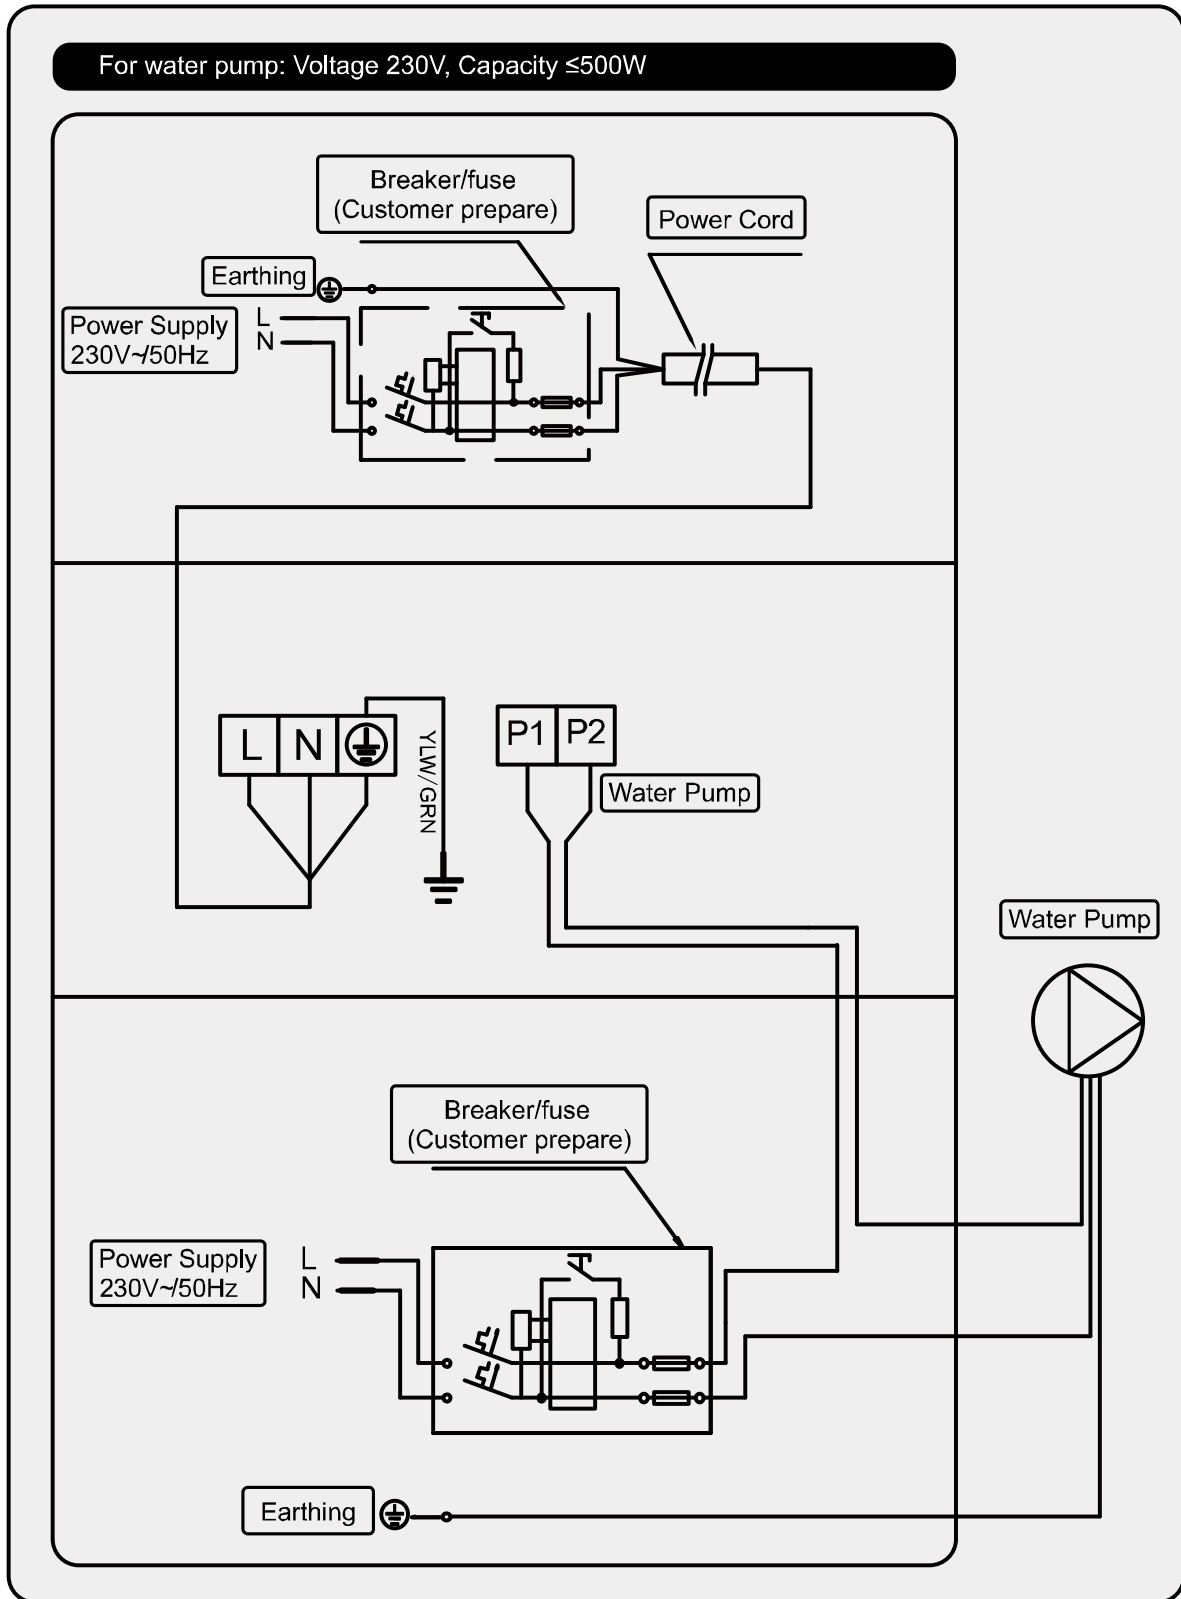 For water pump: Voltage 230V, Capacity ≤500W
Breaker/fuse
(Customer prepare)
Power Cord
Earthing
Power Supply
230V~/50Hz
L
N
L N
YLW/GRN
P1 P2
Water Pump
Water Pump
Breaker/fuse
(Customer prepare)
Power Supply
230V~/50Hz
L
N
Earthing